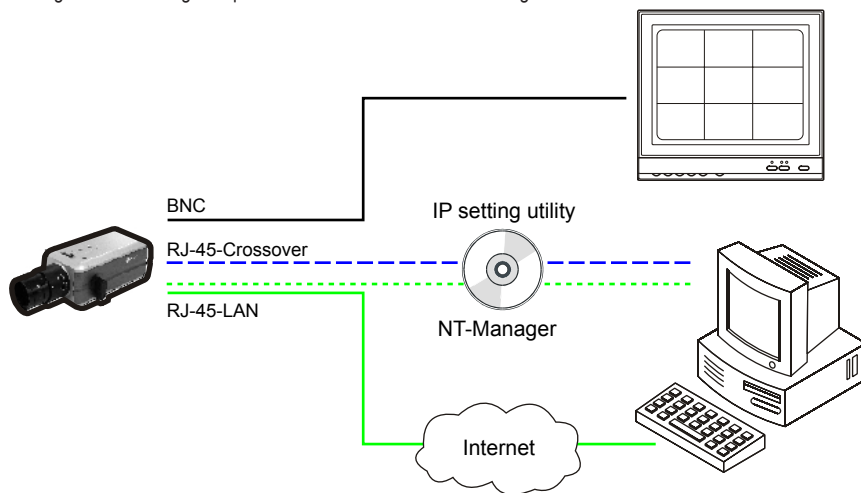 BNC
IP setting utility
RJ-45-Crossover
RJ-45-LAN
NT-Manager
Internet